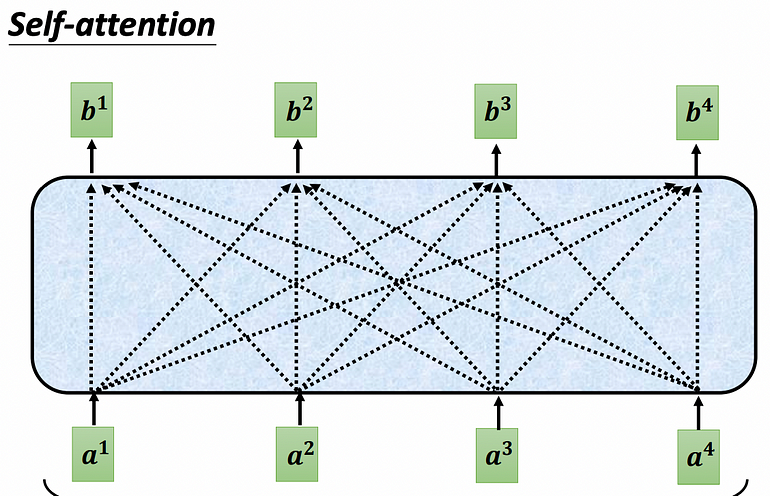 Self-attention
b¹ b² b³ b⁴
a¹ a² a³ a⁴